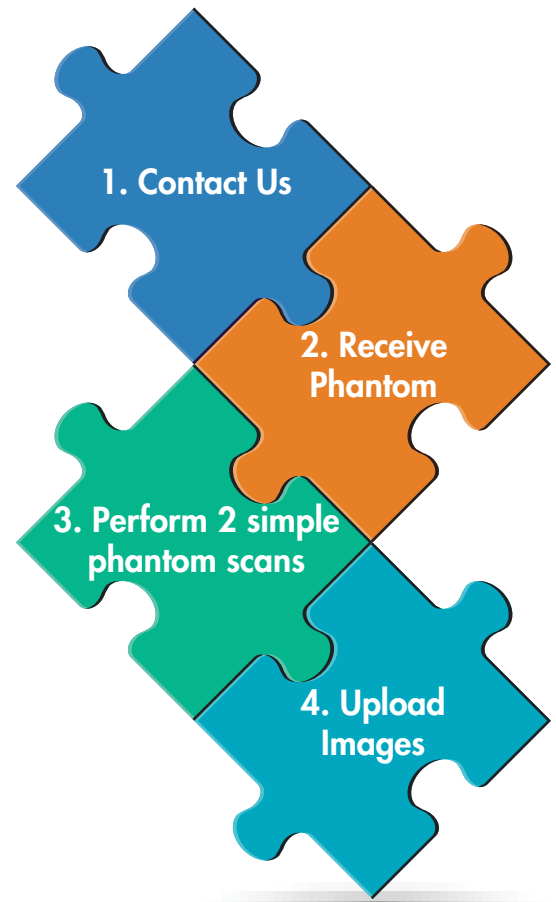 1. Contact Us
2. Receive
Phantom
3. Perform 2 simple
phantom scans
4. Upload
Images